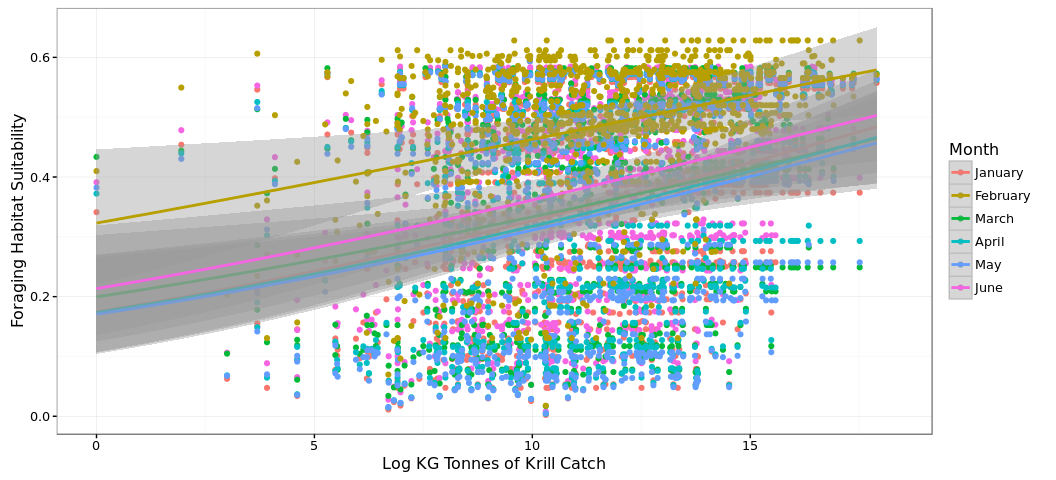 Foraging Habitat Suitability
0.6
0.4
0.2
0.0
0
5
10
15
Log KG Tonnes of Krill Catch
Month
January
February
March
April
May
June